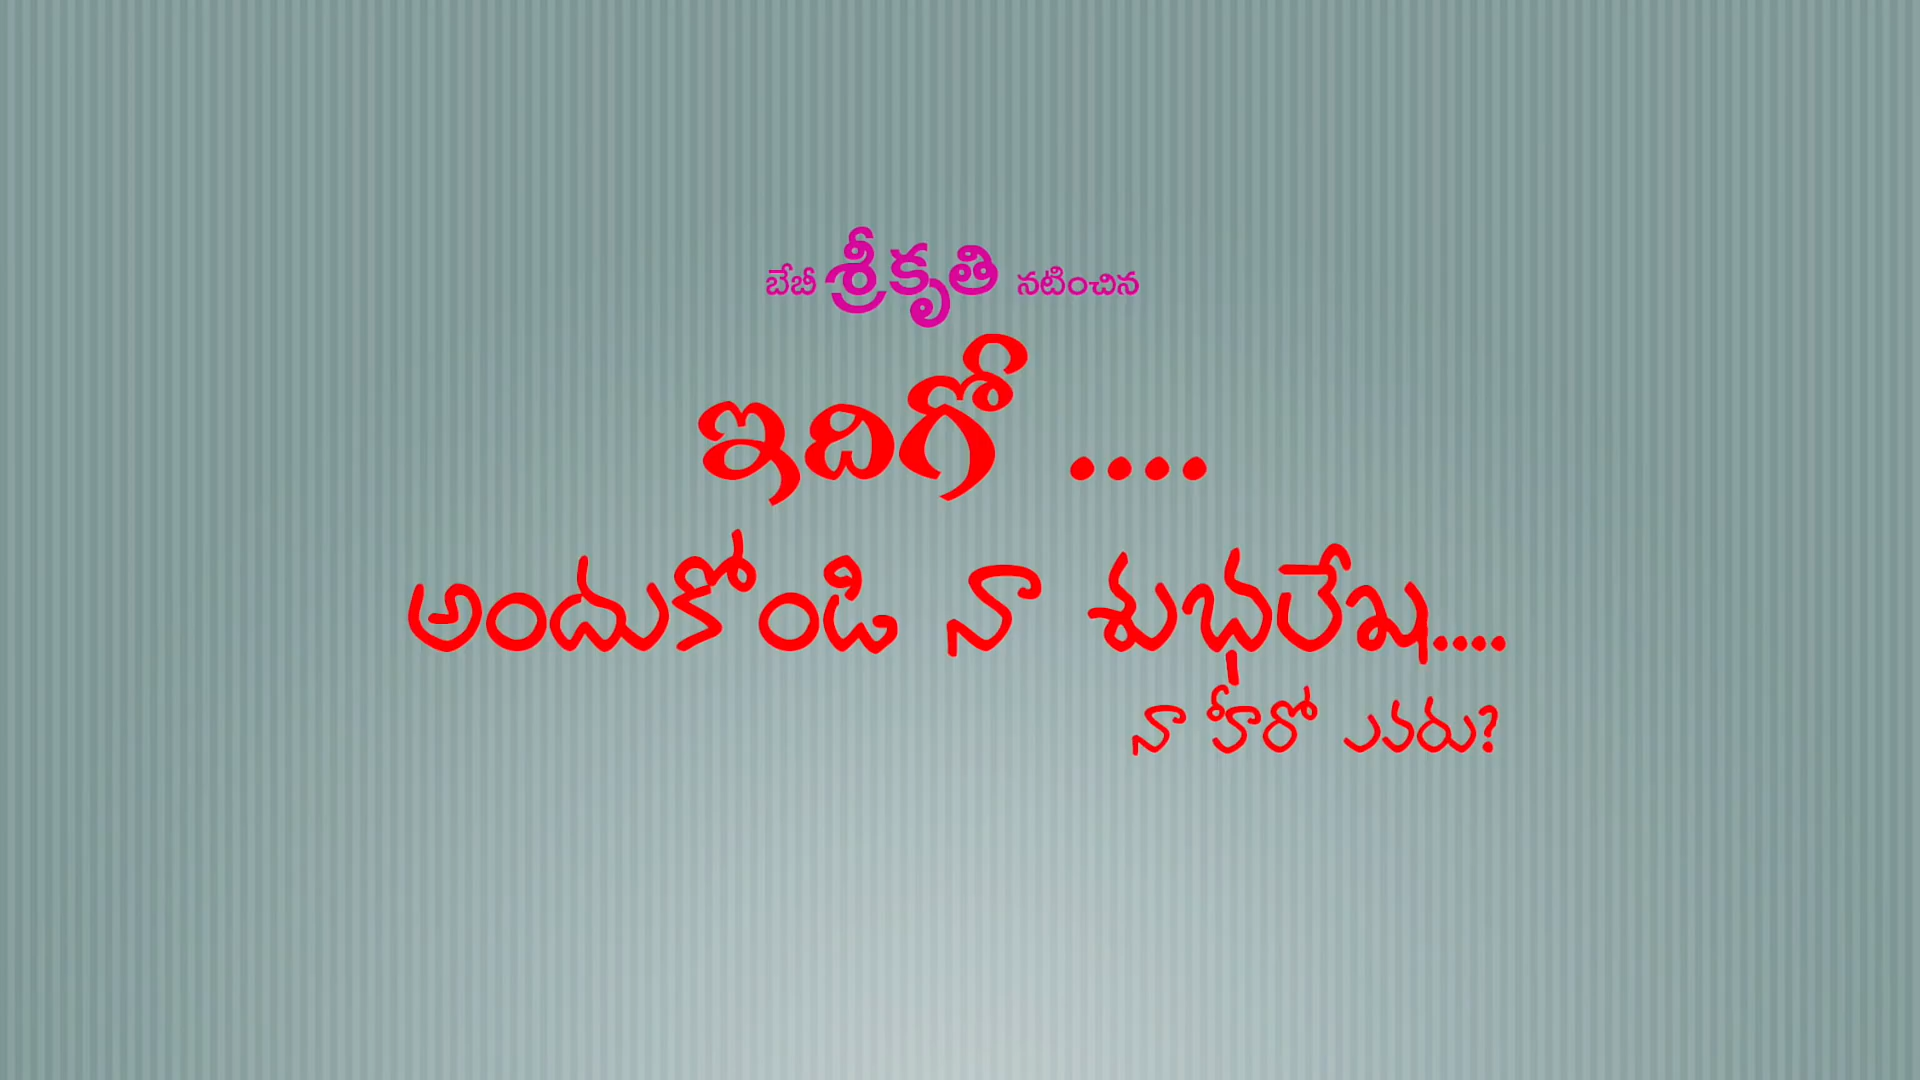 బేబీ శ్రీకృతి నటించిన
ఇదిగో ....
అందుకోండి నా శుభలేఖ....
నా హీరో ఎవరు?